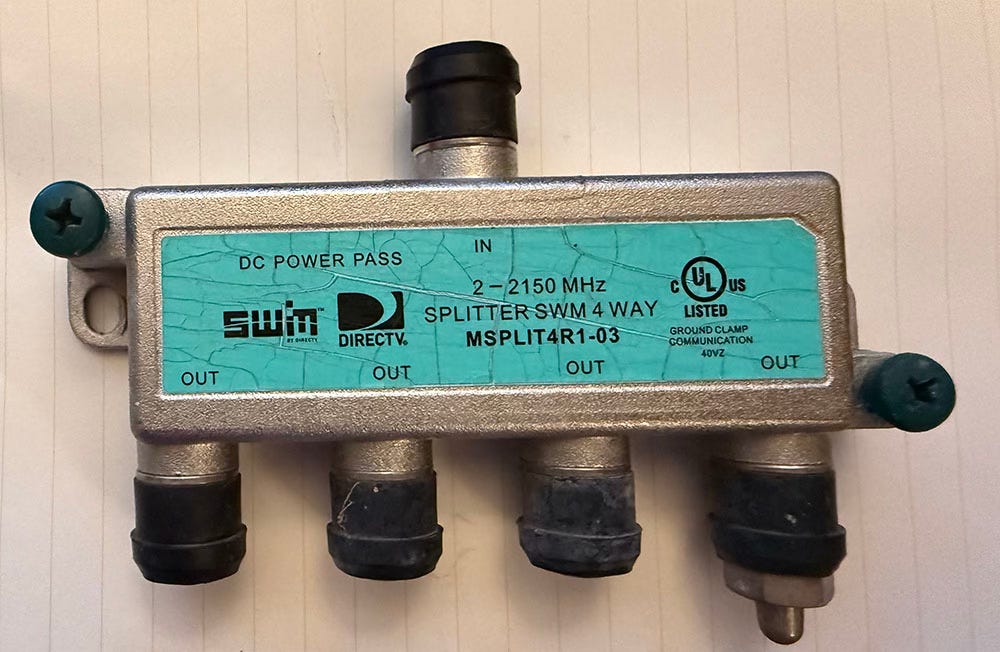 IN
DC POWER PASS
2 – 2150 MHz
SPLITTER SWM 4 WAY
MSPLIT4R1-03
swim™
BY DIRECTV
DIRECTV®
C UL US
LISTED
GROUND CLAMP
COMMUNICATION
40VZ
OUT
OUT
OUT
OUT